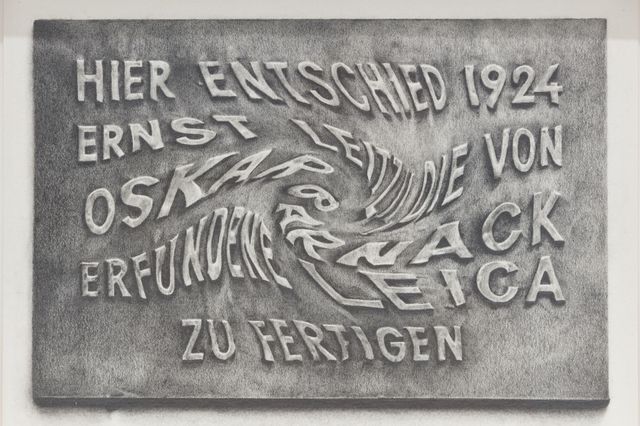 HIER ENTSCHIED 1924
ERNST LEITZ DIE VON
OSKAR BARNACK
ERFUNDENE LEICA
ZU FERTIGEN